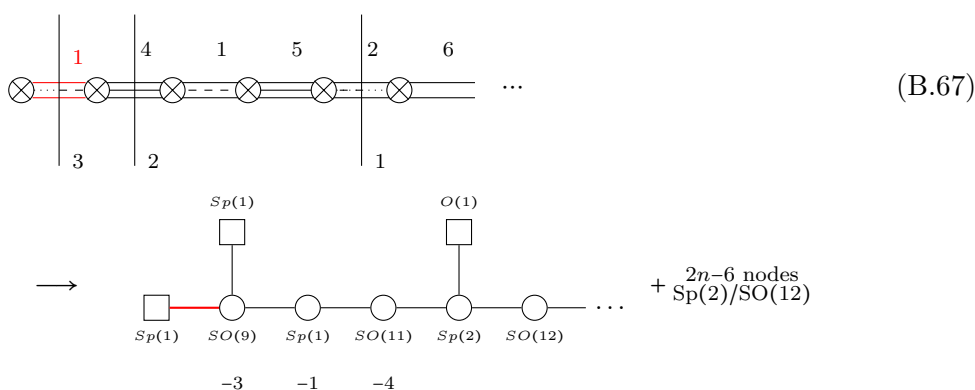 1 4 1 5 2 6
... (B.67)
3 2 1
Sp(1) O(1)
⟶ + 2n–6 nodes
Sp(2)/SO(12)
...
Sp(1) SO(9) Sp(1) SO(11) Sp(2) SO(12)
–3 –1 –4